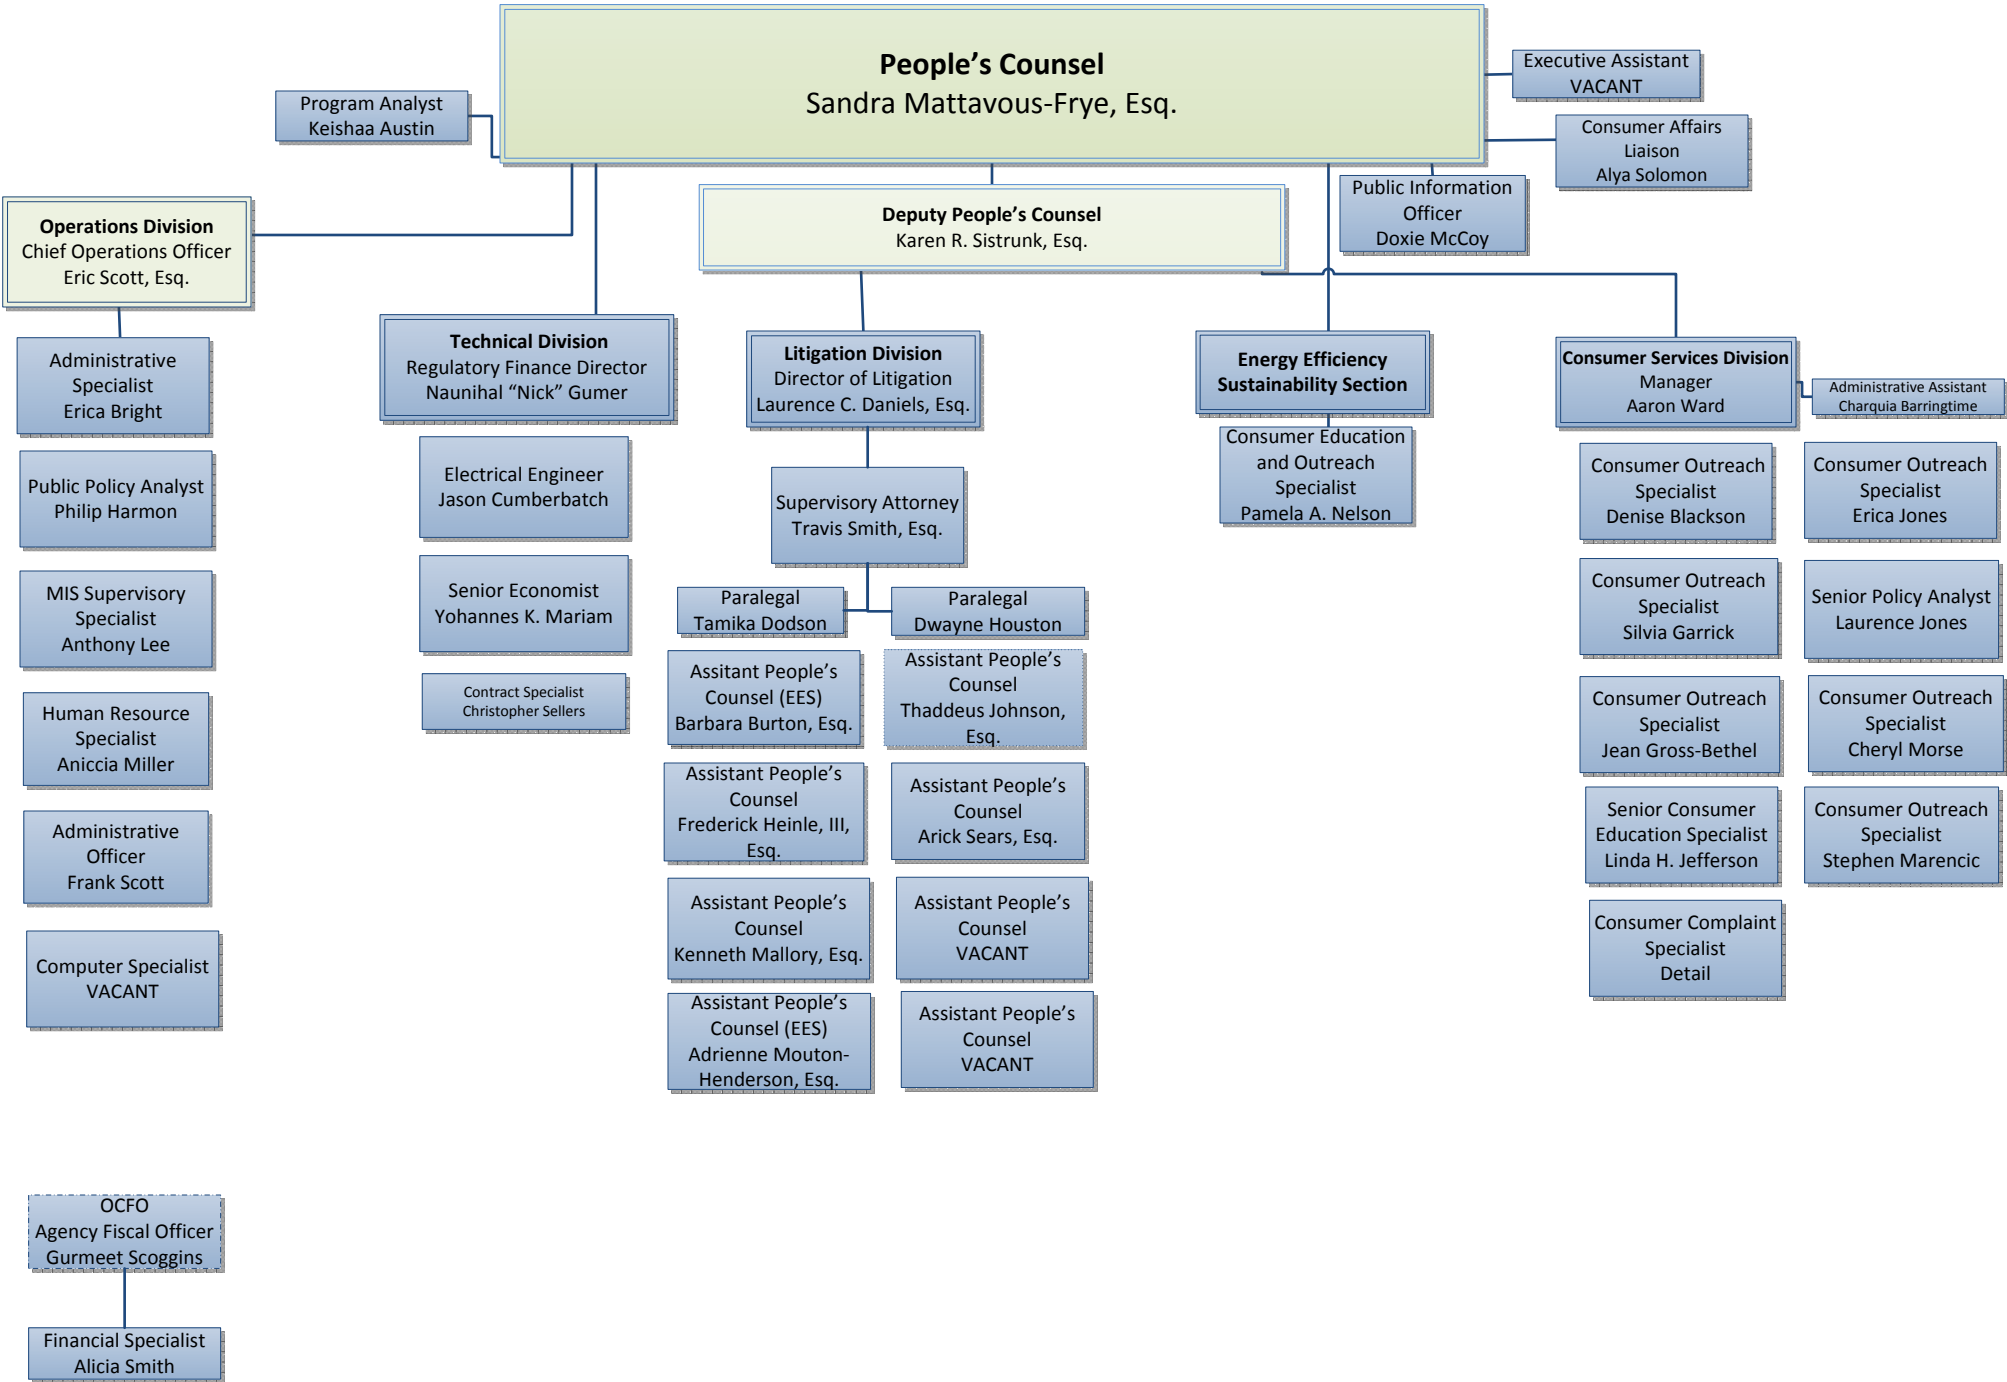 People’s Counsel
Sandra Mattavous-Frye, Esq.
Program Analyst
Keishaa Austin
Executive Assistant
VACANT
Consumer Affairs
Liaison
Alya Solomon
Public Information
Officer
Doxie McCoy
Deputy People’s Counsel
Karen R. Sistrunk, Esq.
Operations Division
Chief Operations Officer
Eric Scott, Esq.
Administrative
Specialist
Erica Bright
Public Policy Analyst
Philip Harmon
MIS Supervisory
Specialist
Anthony Lee
Human Resource
Specialist
Aniccia Miller
Administrative
Officer
Frank Scott
Computer Specialist
VACANT
Technical Division
Regulatory Finance Director
Naunihal “Nick” Gumer
Electrical Engineer
Jason Cumberbatch
Senior Economist
Yohannes K. Mariam
Contract Specialist
Christopher Sellers
Litigation Division
Director of Litigation
Laurence C. Daniels, Esq.
Supervisory Attorney
Travis Smith, Esq.
Paralegal
Tamika Dodson
Paralegal
Dwayne Houston
Assitant People’s
Counsel (EES)
Barbara Burton, Esq.
Assistant People’s
Counsel
Thaddeus Johnson,
Esq.
Assistant People’s
Counsel
Frederick Heinle, III,
Esq.
Assistant People’s
Counsel
Arick Sears, Esq.
Assistant People’s
Counsel
Kenneth Mallory, Esq.
Assistant People’s
Counsel
VACANT
Assistant People’s
Counsel (EES)
Adrienne Mouton-
Henderson, Esq.
Assistant People’s
Counsel
VACANT
Energy Efficiency
Sustainability Section
Consumer Education
and Outreach
Specialist
Pamela A. Nelson
Consumer Services Division
Manager
Aaron Ward
Administrative Assistant
Charquia Barringtime
Consumer Outreach
Specialist
Denise Blackson
Consumer Outreach
Specialist
Erica Jones
Consumer Outreach
Specialist
Silvia Garrick
Senior Policy Analyst
Laurence Jones
Consumer Outreach
Specialist
Jean Gross-Bethel
Consumer Outreach
Specialist
Cheryl Morse
Senior Consumer
Education Specialist
Linda H. Jefferson
Consumer Outreach
Specialist
Stephen Marencic
Consumer Complaint
Specialist
Detail
OCFO
Agency Fiscal Officer
Gurmeet Scoggins
Financial Specialist
Alicia Smith